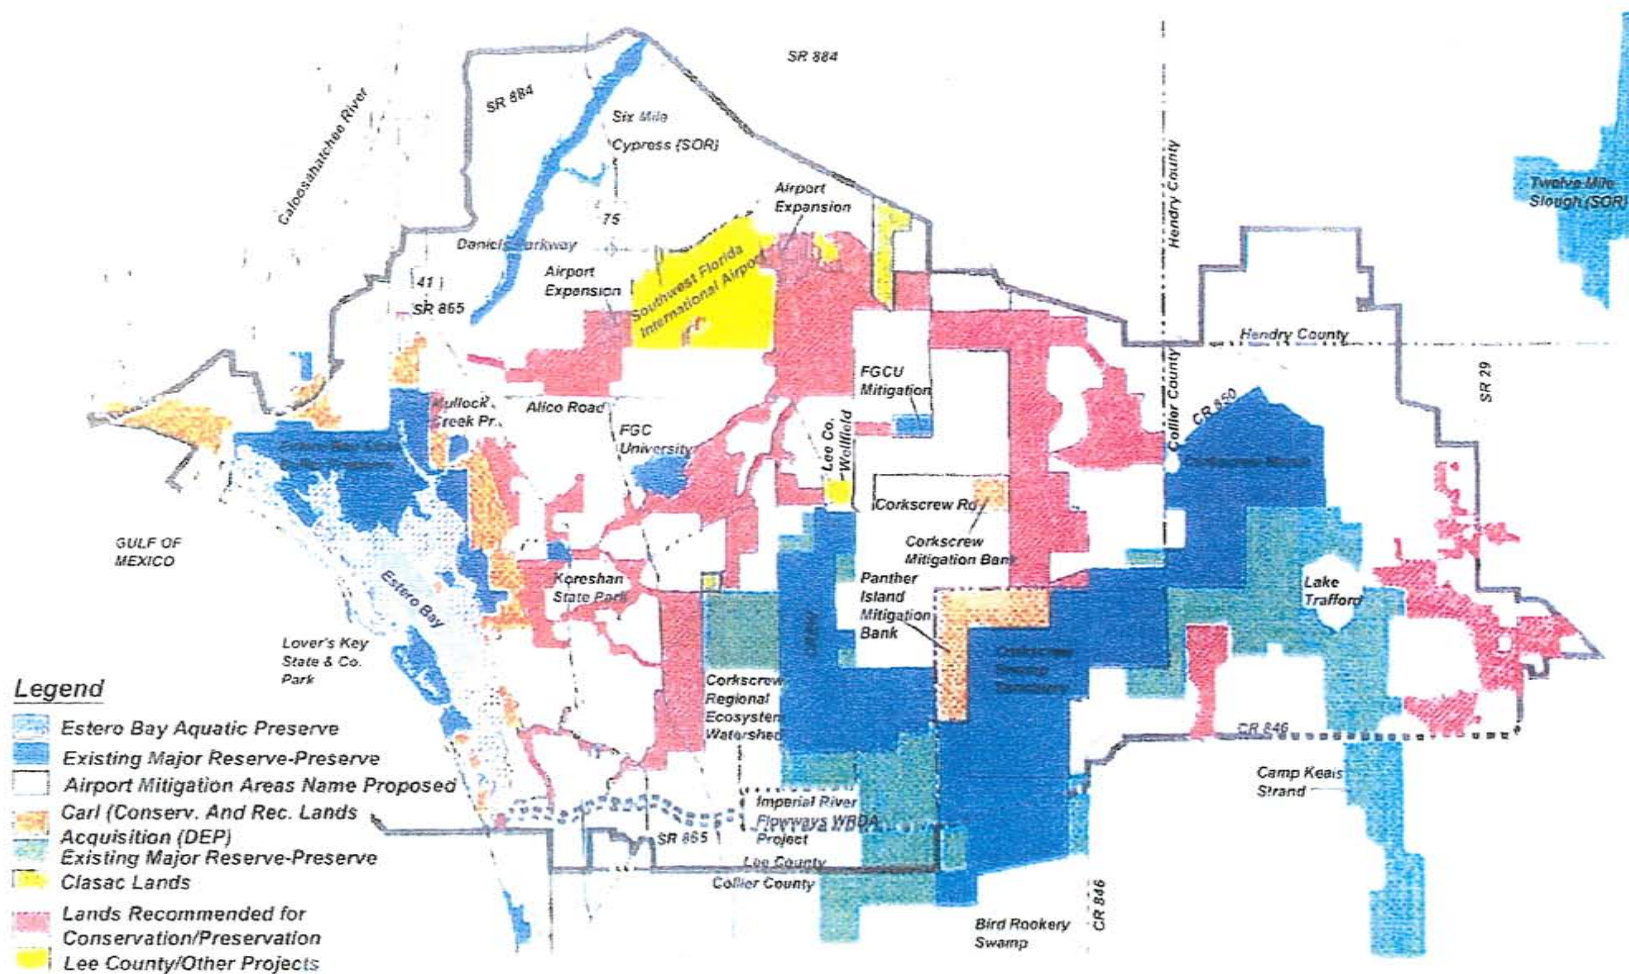 SR 884
SR 884
Caloosahatchee River
Six Mile
Cypress (SOR)
Hendry County
Twelve Mile
Slough (SOR)
Airport
Expansion
75
Daniels Parkway
Airport
Expansion
Southwest Florida
International Airport
41
SR 865
Hendry County
Collier County
SR 29
CR 850
FGCU
Mitigation
Mullock
Creek Pr.
Alico Road
FGC
University
Lee Co.
Wellfield
Corkscrew Rd
Corkscrew
Mitigation Bank
GULF OF
MEXICO
Estero Bay
Koreshan
State Park
Panther
Island
Mitigation
Bank
Lake
Trafford
Lover's Key
State & Co.
Park
Corkscrew
Regional
Ecosystem
Watershed
Corkscrew
Swamp
Sanctuary
CR 846
Camp Keais
Strand
Imperial River
Flowways WRDA
Project
SR 865
Lee County
Collier County
CR 846
Bird Rookery
Swamp
Legend
Estero Bay Aquatic Preserve
Existing Major Reserve-Preserve
Airport Mitigation Areas Name Proposed
Carl (Conserv. And Rec. Lands
Acquisition (DEP)
Existing Major Reserve-Preserve
Clasac Lands
Lands Recommended for
Conservation/Preservation
Lee County/Other Projects